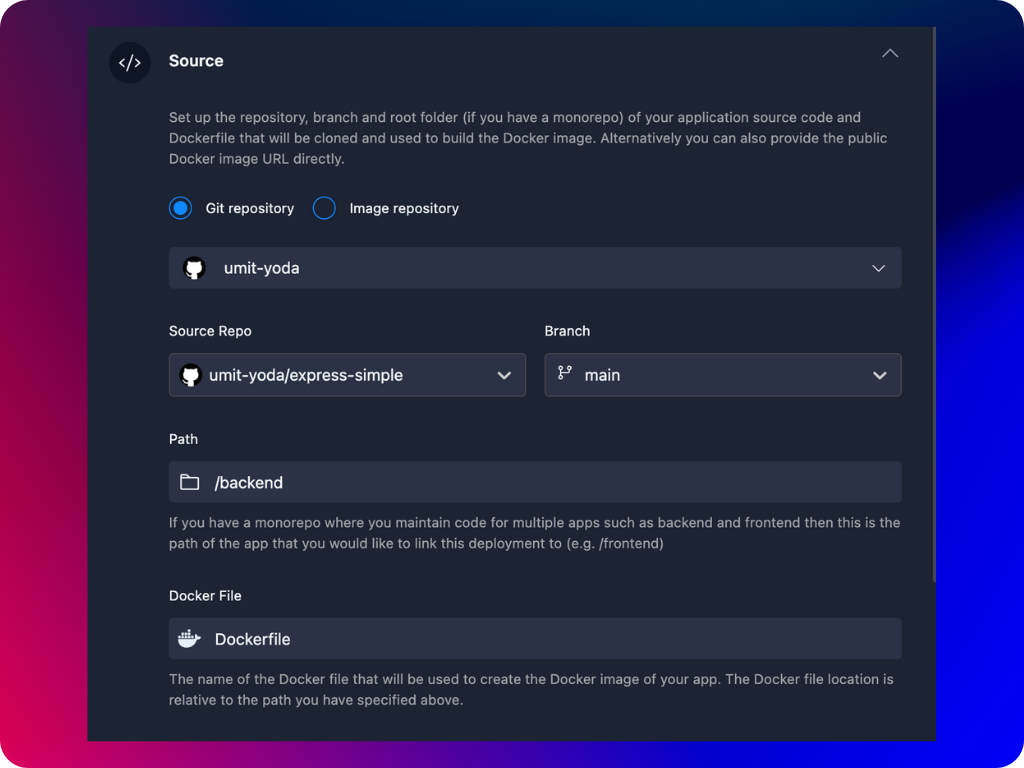 </>
Source
Set up the repository, branch and root folder (if you have a monorepo) of your application source code and
Dockerfile that will be cloned and used to build the Docker image. Alternatively you can also provide the public
Docker image URL directly.
Git repository
Image repository
umit-yoda
Source Repo
Branch
umit-yoda/express-simple
main
Path
/backend
If you have a monorepo where you maintain code for multiple apps such as backend and frontend then this is the
path of the app that you would like to link this deployment to (e.g. /frontend)
Docker File
Dockerfile
The name of the Docker file that will be used to create the Docker image of your app. The Docker file location is
relative to the path you have specified above.